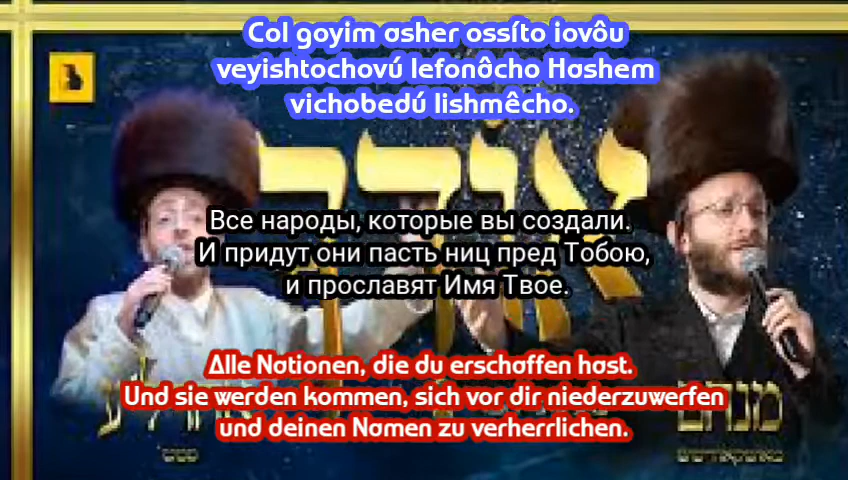 Col goyim asher ossíto iovôu
veyishtochovú lefonə̂cho Hashem
vichobedú lishmêcho.
Все народы, которые вы создали.
И придут они пасть ниц пред Тобою,
и прославят Имя Твое.
Alle Nationen, die du erschaffen hast.
Und sie werden kommen, sich vor dir niederzuwerfen
und deinen Namen zu verherrlichen.
מנחם